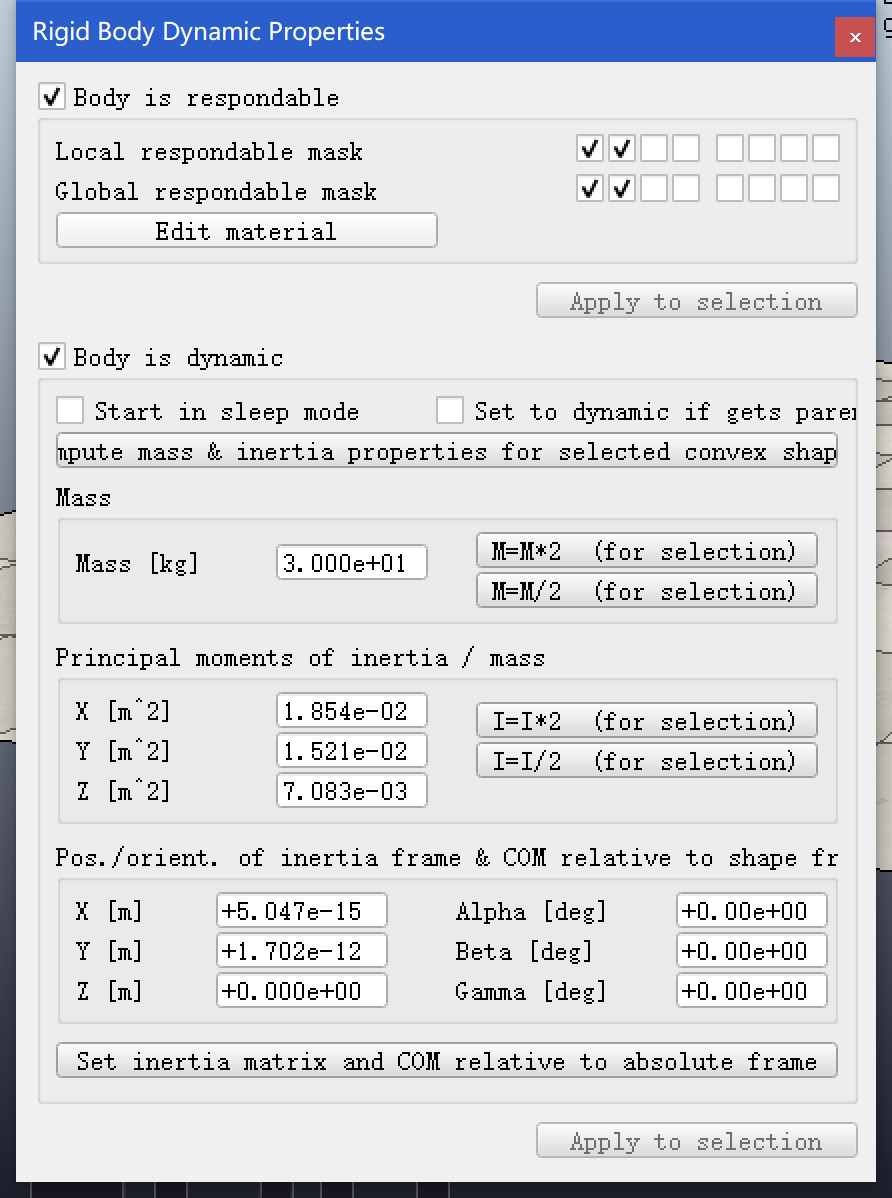 Rigid Body Dynamic Properties
Body is respondable
Local respondable mask
Global respondable mask
Edit material
Apply to selection
Body is dynamic
Start in sleep mode Set to dynamic if gets parer
mpute mass & inertia properties for selected convex shap
Mass
Mass [kg] 3.000e+01 M=M*2 (for selection)
M=M/2 (for selection)
Principal moments of inertia / mass
X [m^2] 1.854e-02 I=I*2 (for selection)
Y [m^2] 1.521e-02 I=I/2 (for selection)
Z [m^2] 7.083e-03
Pos./orient. of inertia frame & COM relative to shape fr
X [m] +5.047e-15 Alpha [deg] +0.00e+00
Y [m] +1.702e-12 Beta [deg] +0.00e+00
Z [m] +0.000e+00 Gamma [deg] +0.00e+00
Set inertia matrix and COM relative to absolute frame
Apply to selection